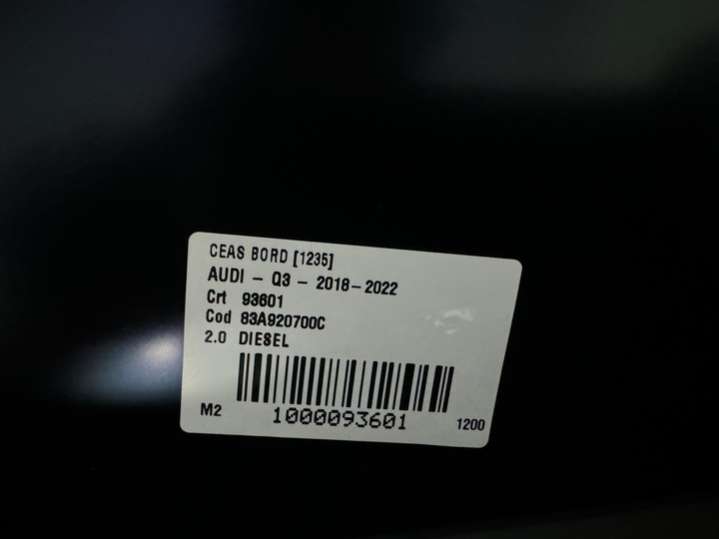 CEAS BORD [1235]
AUDI - Q3 - 2018-2022
Crt 93601
Cod 83A920700C
2.0 DIESEL
M2 1000093601 1200